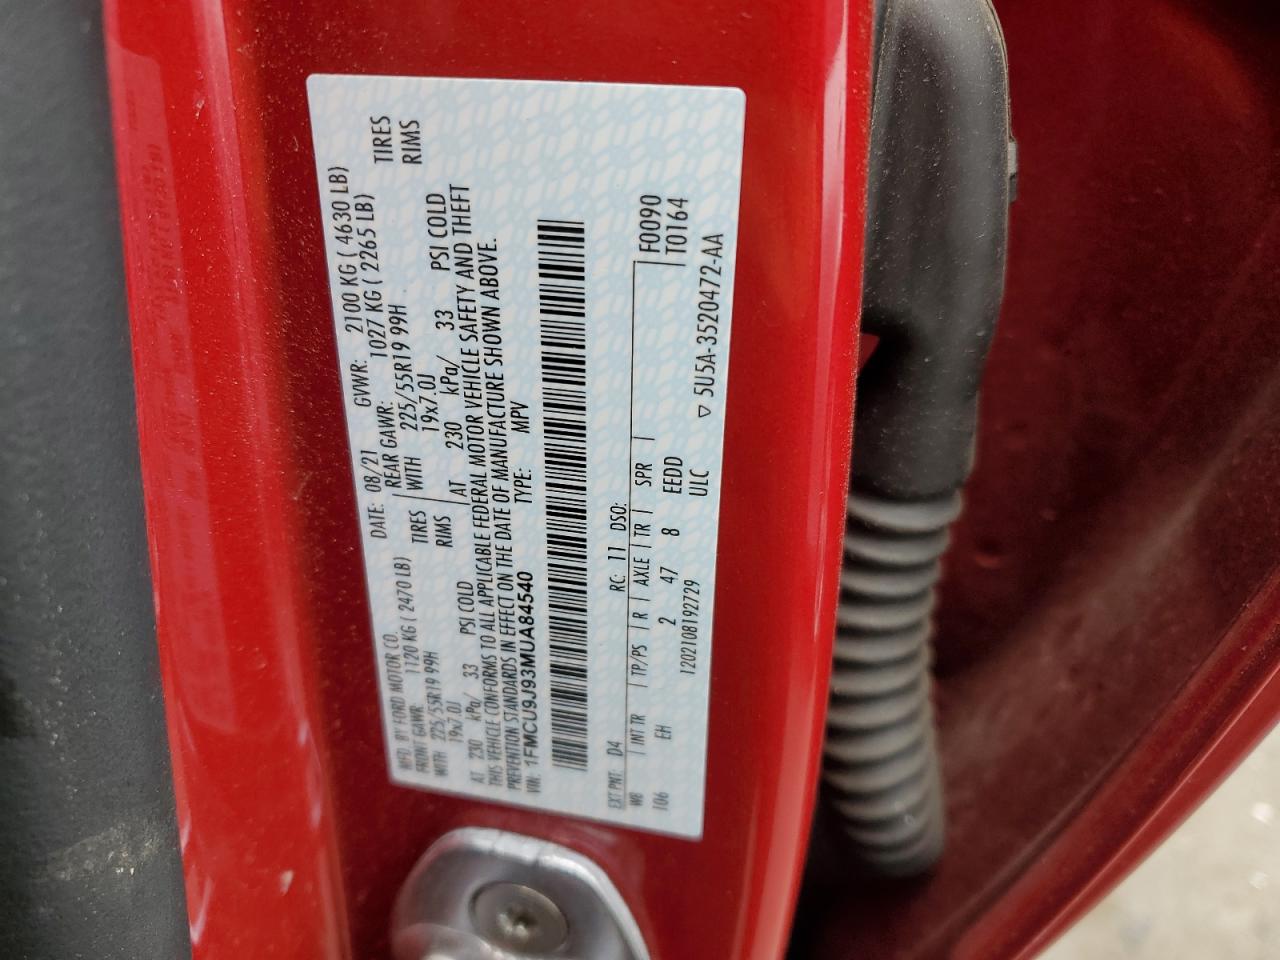 MFD. BY FORD MOTOR CO.
DATE: 08/21 GVWR: 2100 KG ( 4630 LB)
FRONT GAWR: 1120 KG ( 2470 LB)
REAR GAWR: 1027 KG ( 2265 LB)
WITH 225/55R19 99H TIRES
WITH 225/55R19 99H TIRES
19x7.0J RIMS
19x7.0J RIMS
AT 230 kPa/ 33 PSI COLD
AT 230 kPa/ 33 PSI COLD
THIS VEHICLE CONFORMS TO ALL APPLICABLE FEDERAL MOTOR VEHICLE SAFETY AND THEFT
PREVENTION STANDARDS IN EFFECT ON THE DATE OF MANUFACTURE SHOWN ABOVE.
VIN: 1FMCU9J93MUA84540 TYPE: MPV
EXT PNT: D4 RC: 11 DSO: F0090
WB INT TR TP/PS R AXLE TR SPR T0164
106 EH 2 47 8 EEDD
1202108192729 ULC ▽ 5U5A-3520472-AA